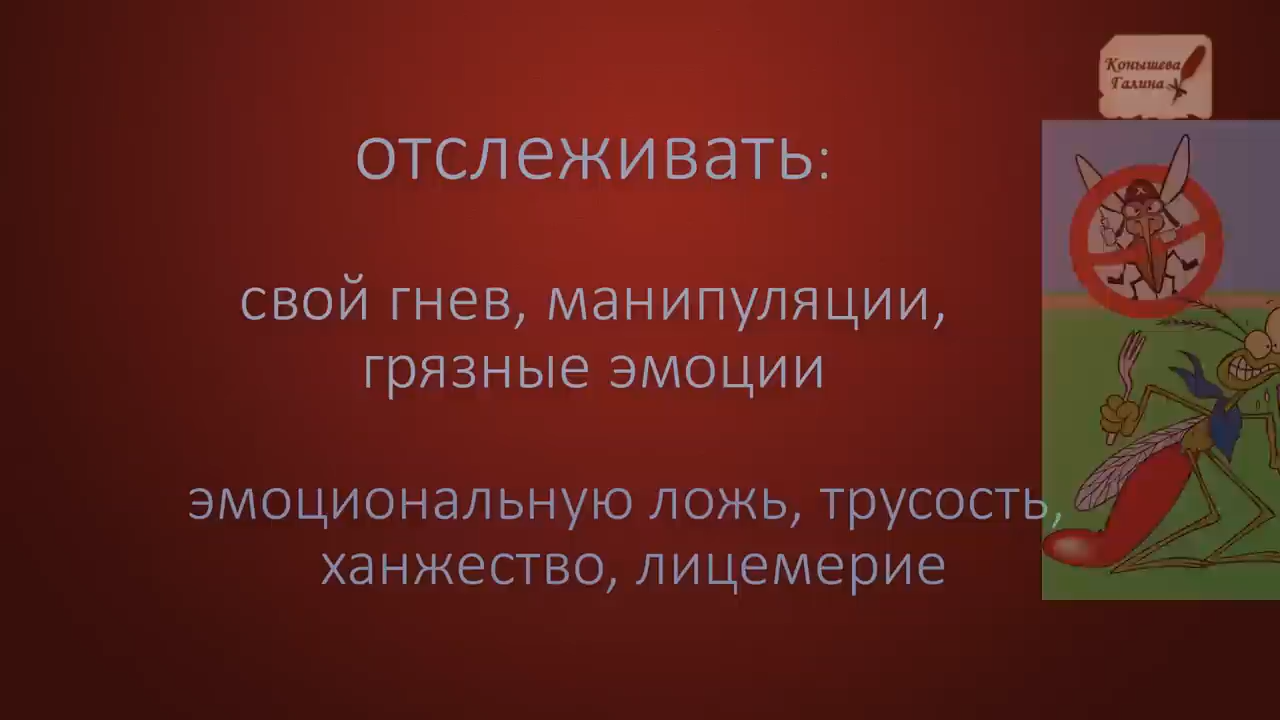 Конышева
Галина
отслеживать:
свой гнев, манипуляции,
грязные эмоции
эмоциональную ложь, трусость,
ханжество, лицемерие